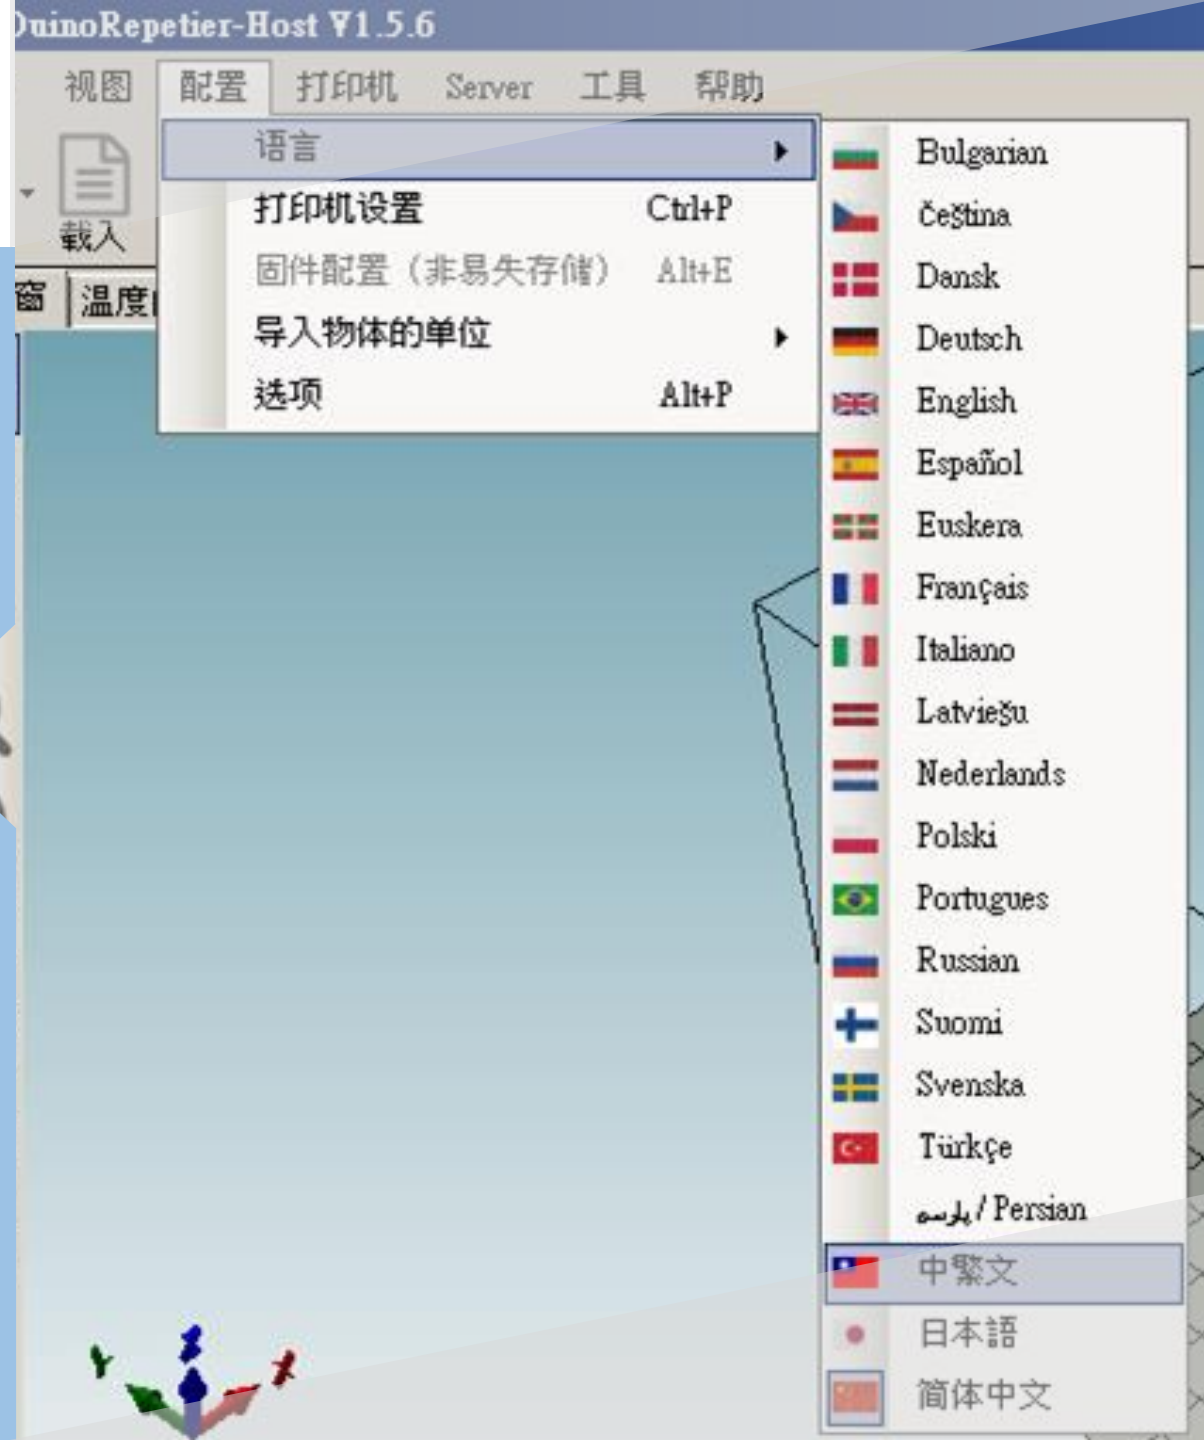 DuinoRepetier-Host V1.5.6
视图 配置 打印机 Server 工具 帮助
载入
窗 温度
语言
打印机设置 Ctrl+P
固件配置（非易失存储） Alt+E
导入物体的单位
选项 Alt+P
Bulgarian
Čeština
Dansk
Deutsch
English
Español
Euskera
Français
Italiano
Latviešu
Nederlands
Polski
Portugues
Russian
Suomi
Svenska
Türkçe
پارسی / Persian
中繁文
日本語
简体中文
Y Z X